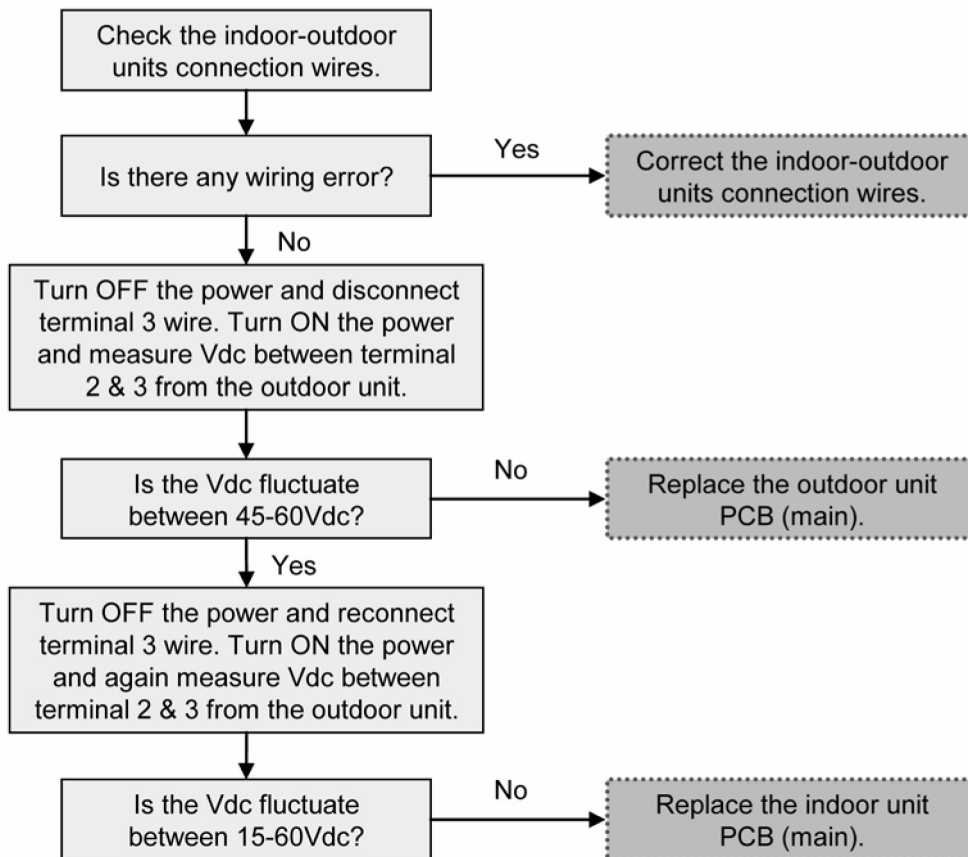 Check the indoor-outdoor
units connection wires.
Is there any wiring error?
Yes
Correct the indoor-outdoor
units connection wires.
No
Turn OFF the power and disconnect
terminal 3 wire. Turn ON the power
and measure Vdc between terminal
2 & 3 from the outdoor unit.
Is the Vdc fluctuate
between 45-60Vdc?
No
Replace the outdoor unit
PCB (main).
Yes
Turn OFF the power and reconnect
terminal 3 wire. Turn ON the power
and again measure Vdc between
terminal 2 & 3 from the outdoor unit.
Is the Vdc fluctuate
between 15-60Vdc?
No
Replace the indoor unit
PCB (main).